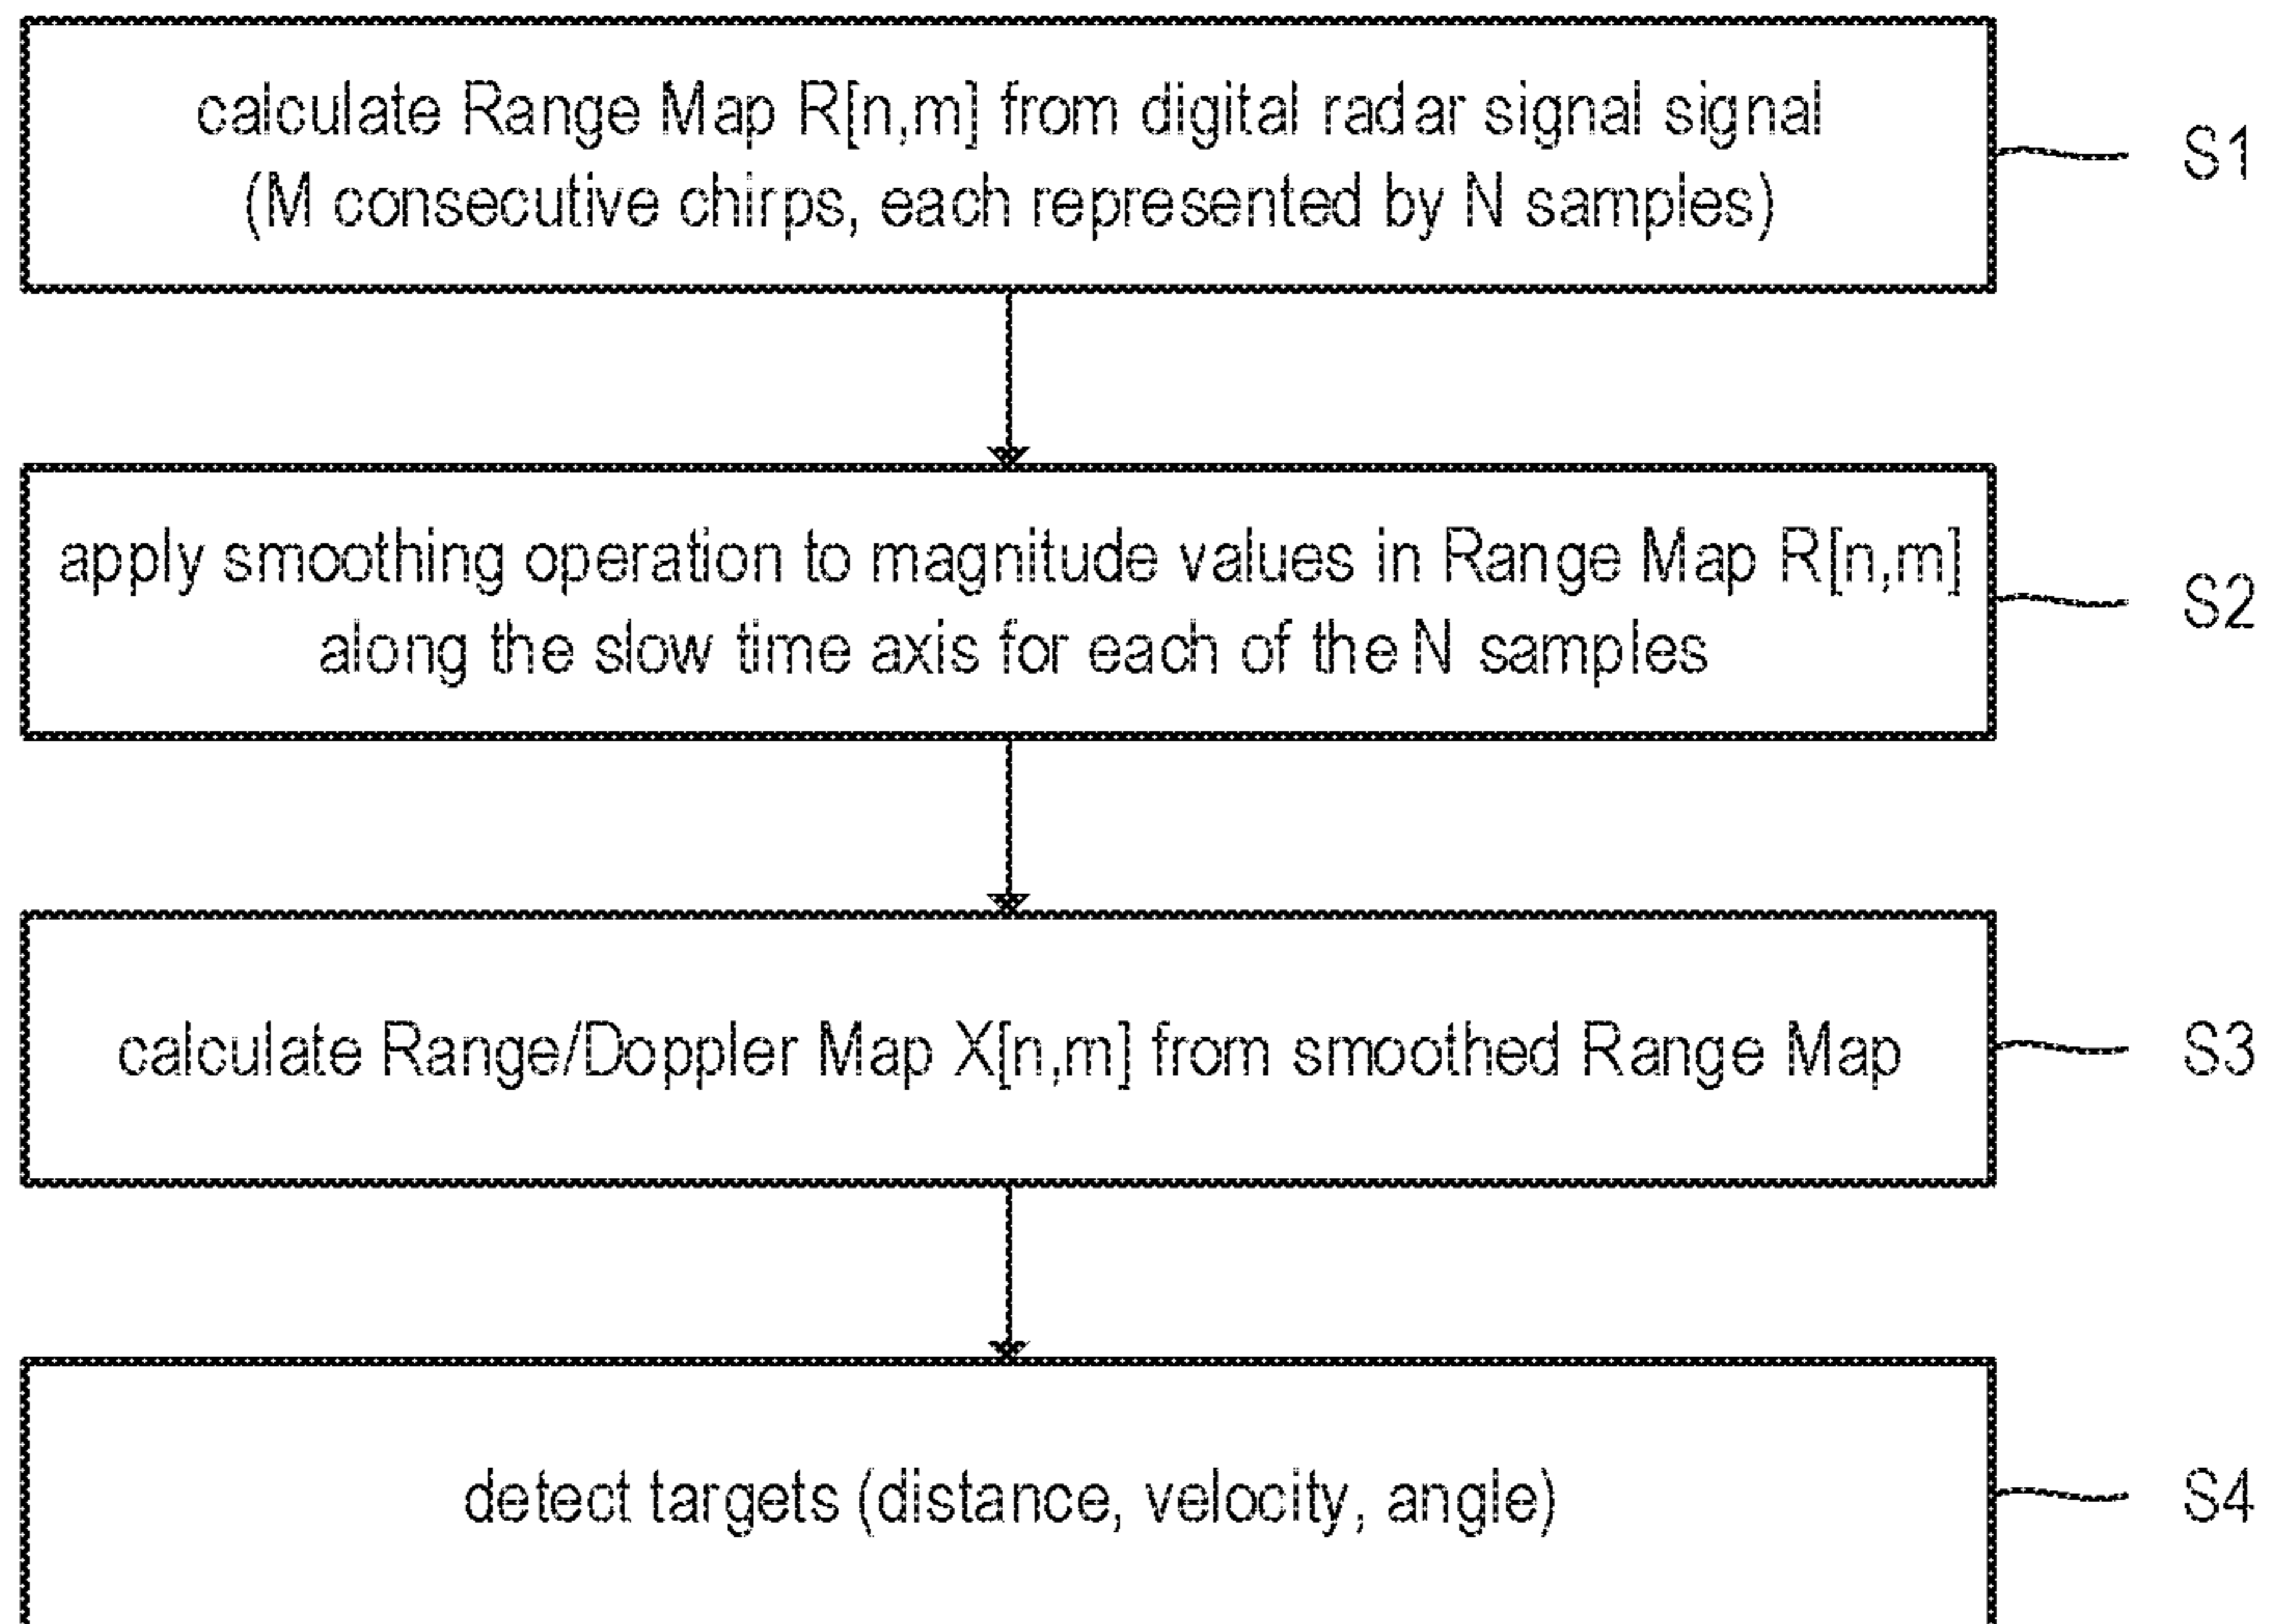 calculate Range Map R[n,m] from digital radar signal signal
(M consecutive chirps, each represented by N samples)
S1
apply smoothing operation to magnitude values in Range Map R[n,m]
along the slow time axis for each of the N samples
S2
calculate Range/Doppler Map X[n,m] from smoothed Range Map
S3
detect targets (distance, velocity, angle)
S4